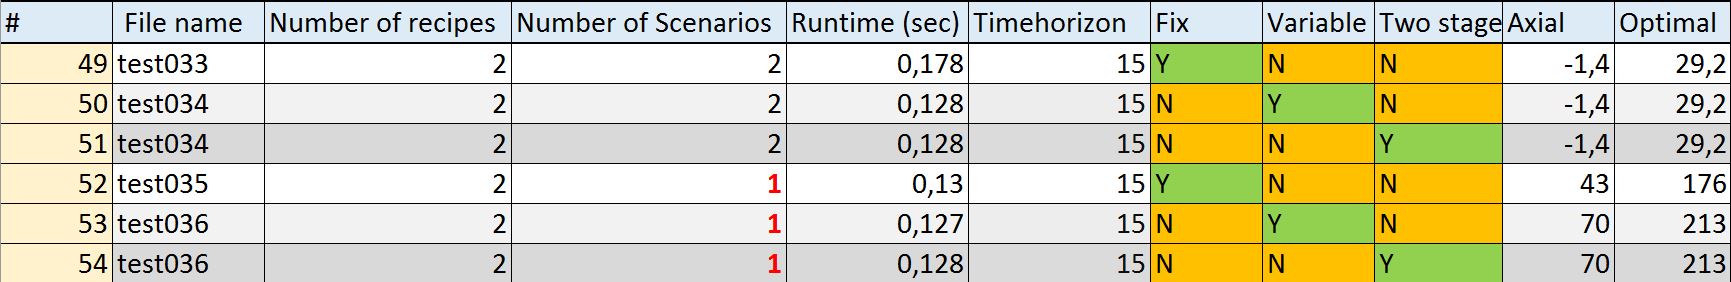 # File name Number of recipes Number of Scenarios Runtime (sec) Timehorizon Fix Variable Two stage Axial Optimal
49 test033 2 2 0,178 15 Y N N -1,4 29,2
50 test034 2 2 0,128 15 N Y N -1,4 29,2
51 test034 2 2 0,128 15 N N Y -1,4 29,2
52 test035 2 1 0,13 15 Y N N 43 176
53 test036 2 1 0,127 15 N Y N 70 213
54 test036 2 1 0,128 15 N N Y 70 213